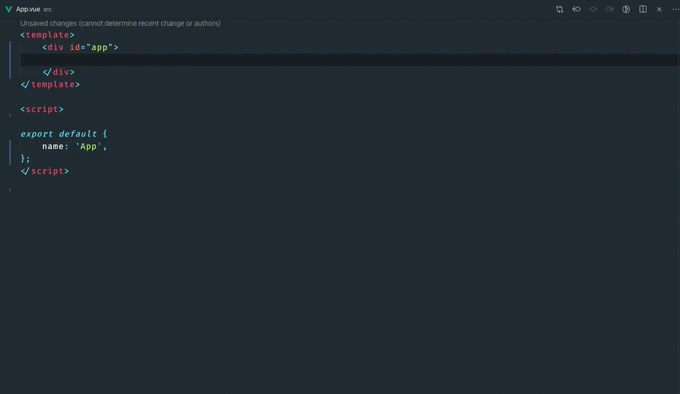 App.vue src
Unsaved changes (cannot determine recent change or authors)
<template>
    <div id="app">

    </div>
</template>

<script>

export default {
    name: 'App',
};
</script>